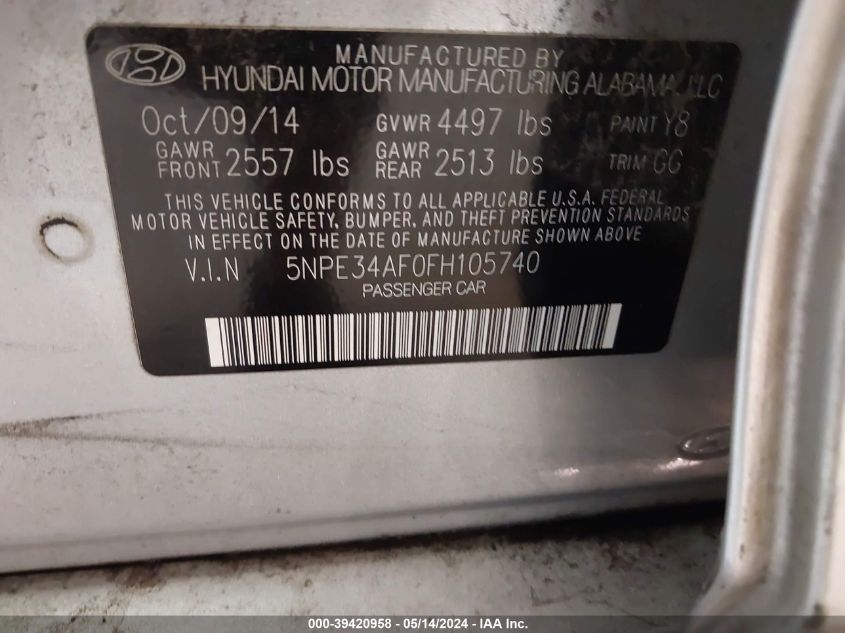 MANUFACTURED BY
HYUNDAI MOTOR MANUFACTURING ALABAMA, LLC
Oct/09/14 GVWR 4497 lbs PAINT Y8
GAWR FRONT 2557 lbs GAWR REAR 2513 lbs TRIM GG
THIS VEHICLE CONFORMS TO ALL APPLICABLE U.S.A. FEDERAL
MOTOR VEHICLE SAFETY, BUMPER, AND THEFT PREVENTION STANDARDS
IN EFFECT ON THE DATE OF MANUFACTURE SHOWN ABOVE.
V.I.N 5NPE34AF0FH105740
PASSENGER CAR
000-39420958 - 05/14/2024 - IAA Inc.